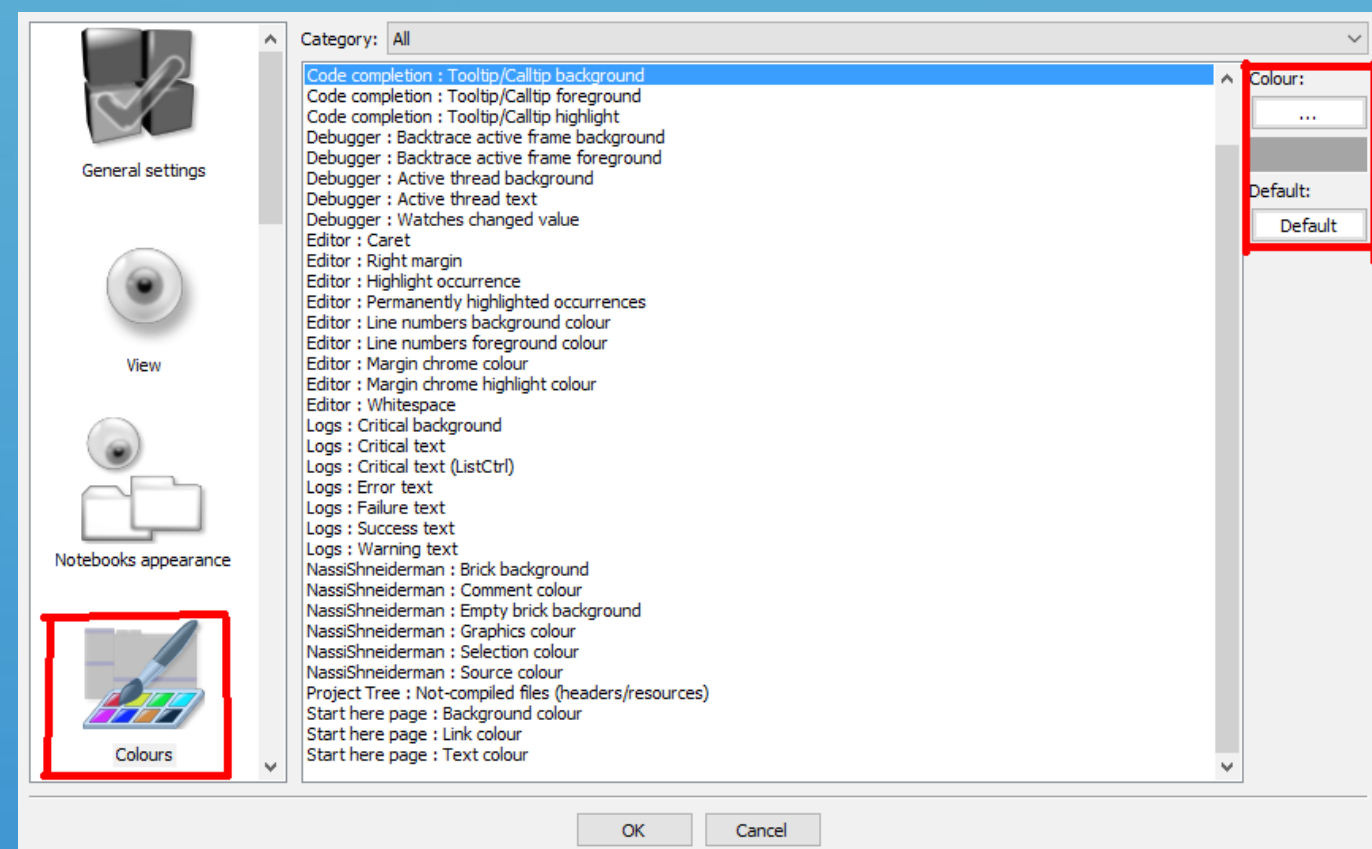 General settings
View
Notebooks appearance
Colours
Category: All
Code completion : Tooltip/Calltip background
Code completion : Tooltip/Calltip foreground
Code completion : Tooltip/Calltip highlight
Debugger : Backtrace active frame background
Debugger : Backtrace active frame foreground
Debugger : Active thread background
Debugger : Active thread text
Debugger : Watches changed value
Editor : Caret
Editor : Right margin
Editor : Highlight occurrence
Editor : Permanently highlighted occurrences
Editor : Line numbers background colour
Editor : Line numbers foreground colour
Editor : Margin chrome colour
Editor : Margin chrome highlight colour
Editor : Whitespace
Logs : Critical background
Logs : Critical text
Logs : Critical text (ListCtrl)
Logs : Error text
Logs : Failure text
Logs : Success text
Logs : Warning text
NassiShneiderman : Brick background
NassiShneiderman : Comment colour
NassiShneiderman : Empty brick background
NassiShneiderman : Graphics colour
NassiShneiderman : Selection colour
NassiShneiderman : Source colour
Project Tree : Not-compiled files (headers/resources)
Start here page : Background colour
Start here page : Link colour
Start here page : Text colour
Colour:
...
Default:
Default
OK Cancel